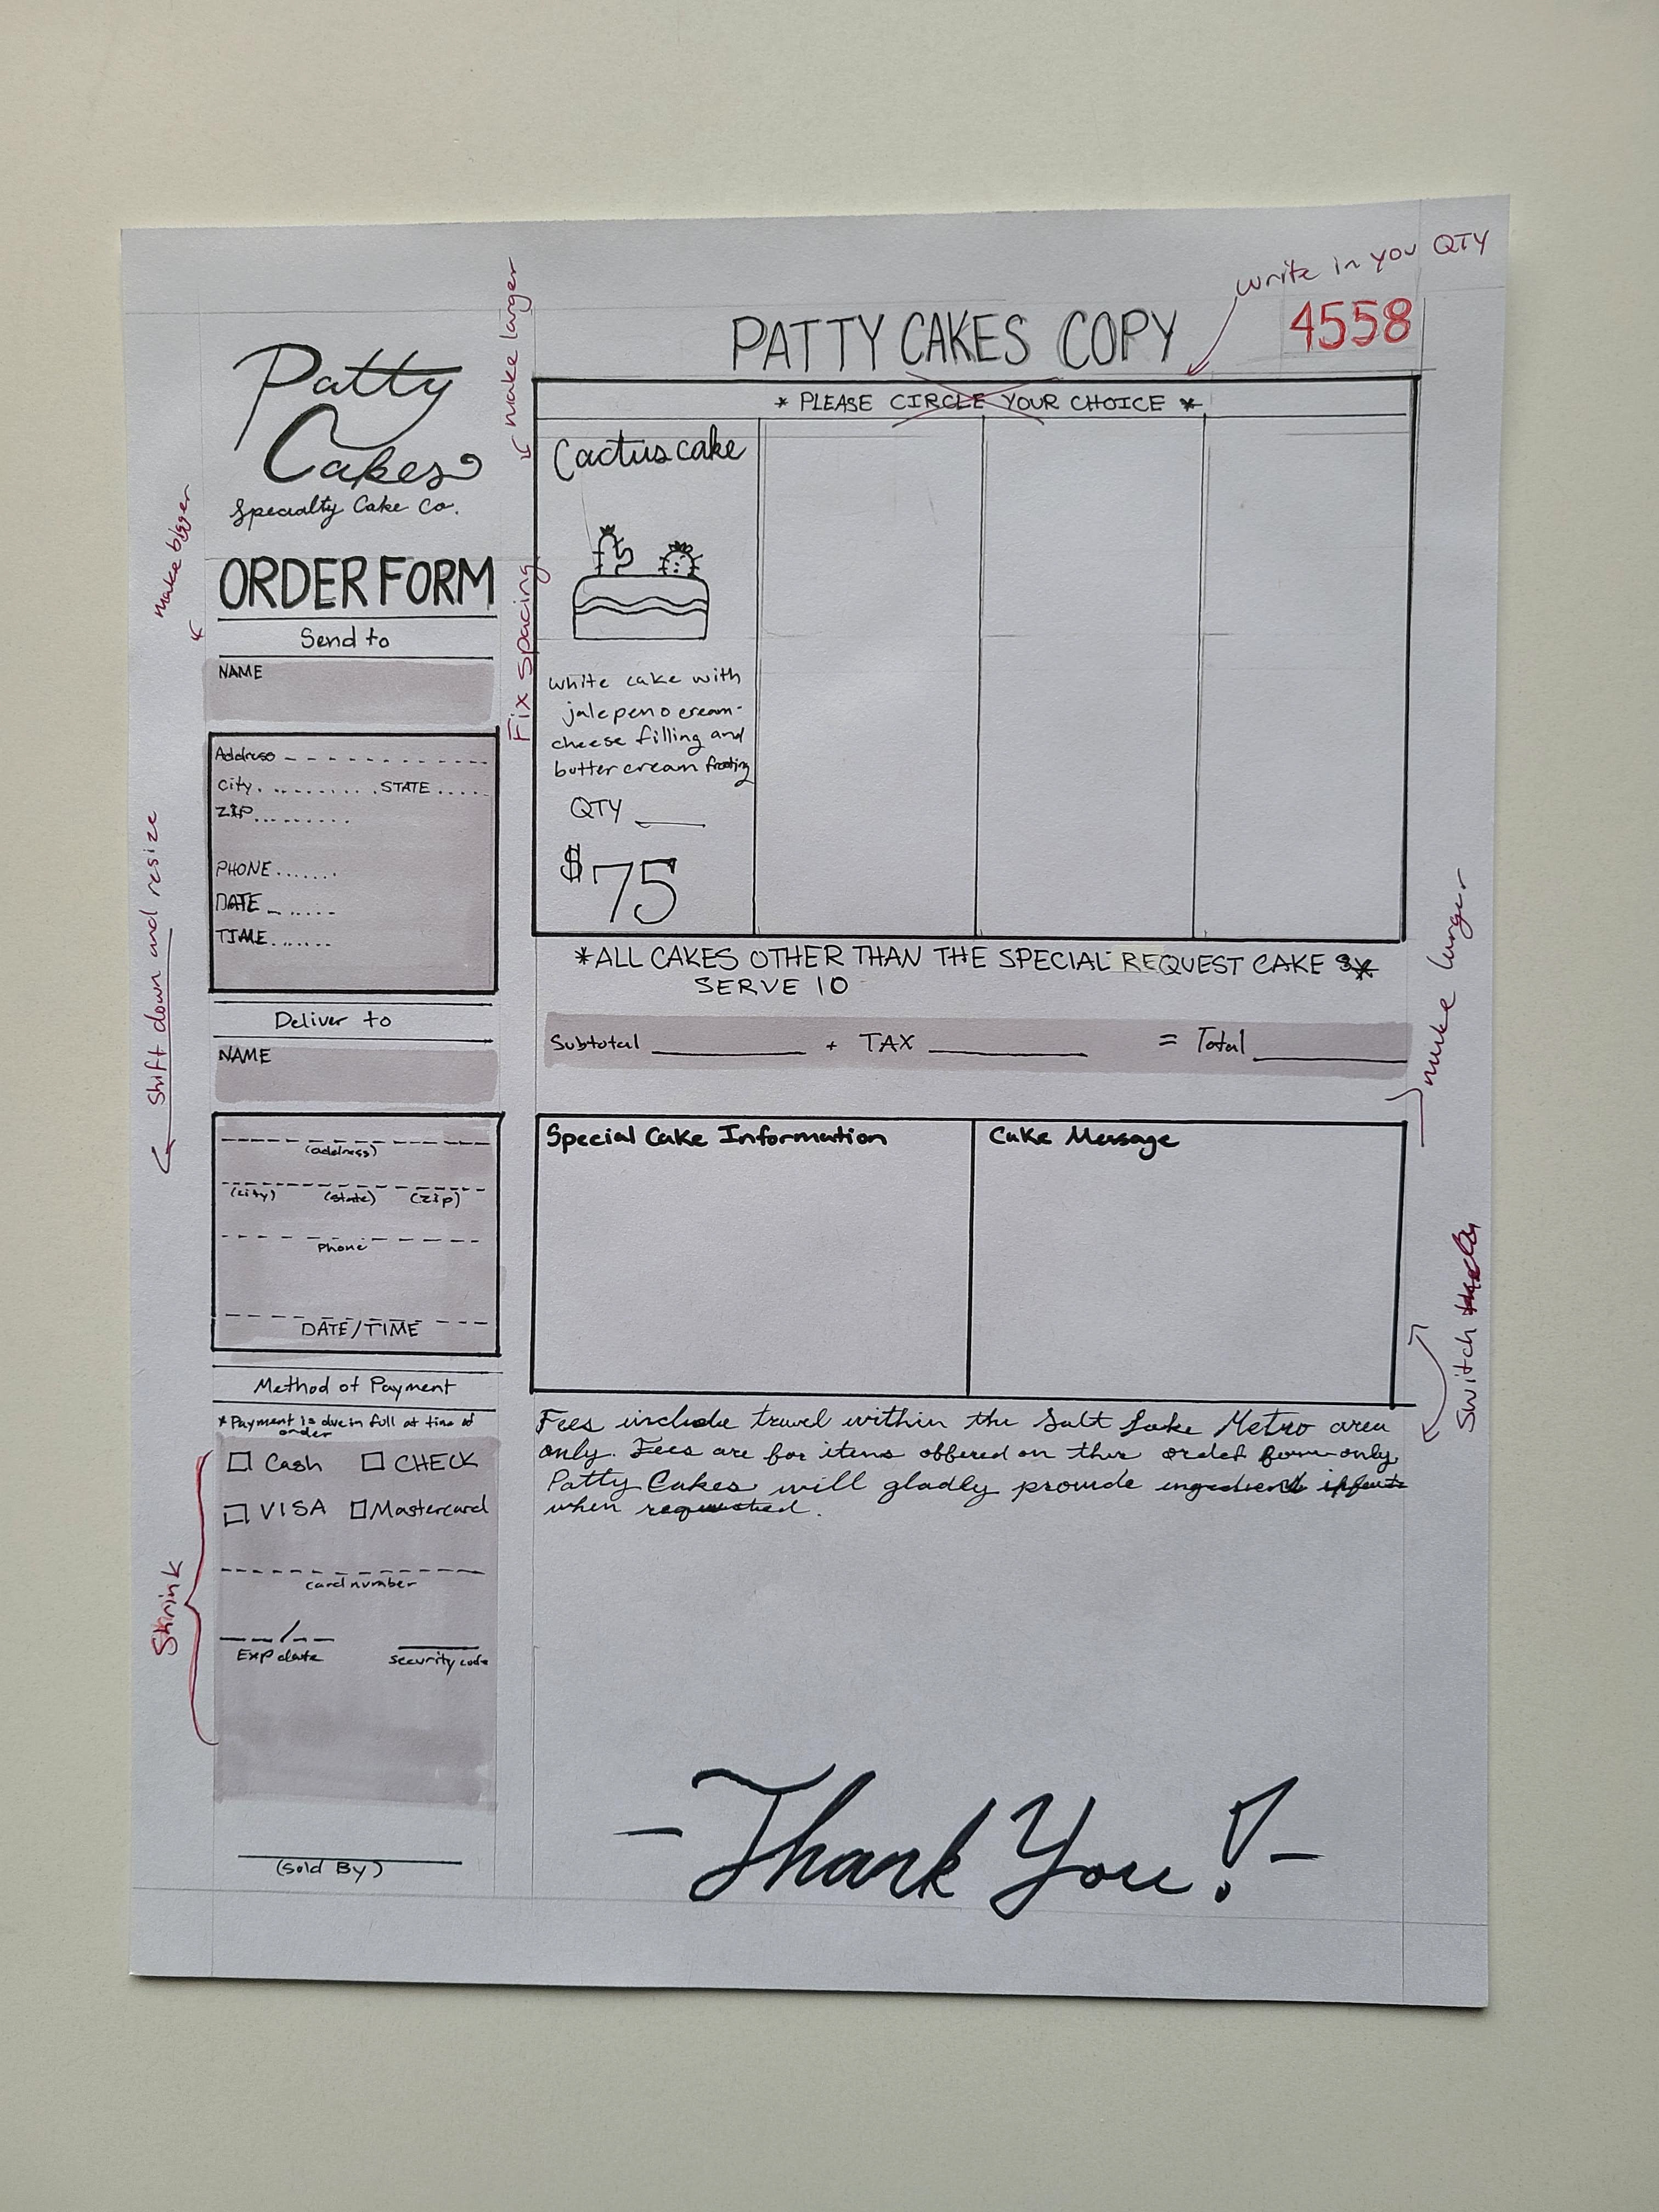 write in you QTY
4558
PATTY CAKES COPY
make larger
* PLEASE CIRCLE YOUR CHOICE *
Patty
Cakes
Specialty Cake Co.
make bigger
ORDER FORM
Send to
NAME
Address
City STATE
ZIP
PHONE
DATE
TIME
Shift down and resize
Deliver to
NAME
(address)
(city) (state) (zip)
Phone
DATE/TIME
Method of Payment
*Payment is due in full at time of
order
Cash CHECK
VISA Mastercard
card number
/
Exp date security code
Shrink
(Sold By)
Fix spacing
Cactus cake
white cake with
jalepeno cream-
cheese filling and
butter cream frosting
QTY
$75
*ALL CAKES OTHER THAN THE SPECIAL REQUEST CAKE *
SERVE 10
Subtotal + TAX = Total
make larger
Special Cake Information
Cake Message
Switch
Fees include travel within the Salt Lake Metro area
only. Fees are for items offered on this order form only.
Patty Cakes will gladly provide ingredient
when requested.
-Thank You!-